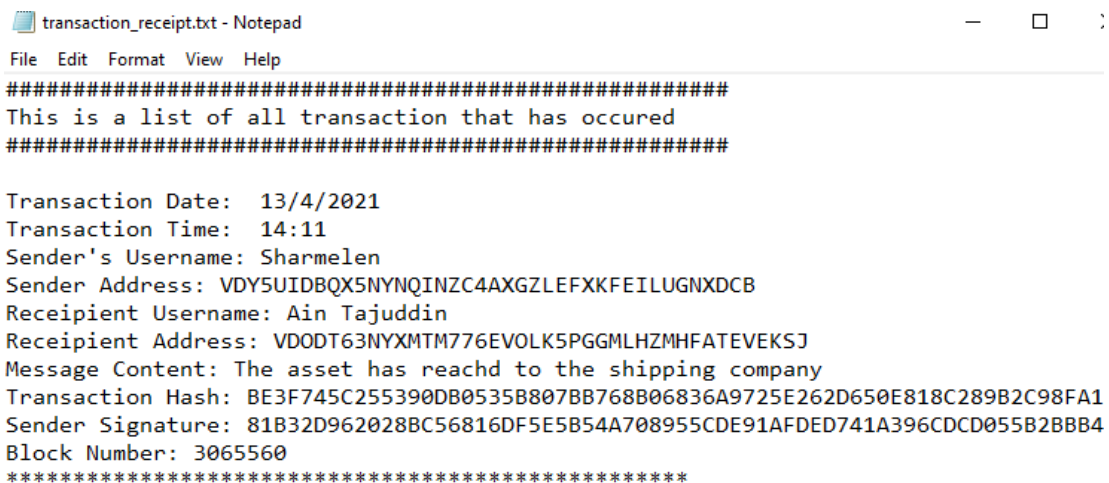 transaction_receipt.txt - Notepad
File Edit Format View Help
######################################################
This is a list of all transaction that has occured
######################################################
Transaction Date:  13/4/2021
Transaction Time:  14:11
Sender's Username: Sharmelen
Sender Address: VDY5UIDBQX5NYNQINZC4AXGZLEFXKFEILUGNXDCB
Receipient Username: Ain Tajuddin
Receipient Address: VDODT63NYXMTM776EVOLK5PGGMLHZMHFATEVEKSJ
Message Content: The asset has reachd to the shipping company
Transaction Hash: BE3F745C255390DB0535B807BB768B06836A9725E262D650E818C289B2C98FA1
Sender Signature: 81B32D962028BC56816DF5E5B54A708955CDE91AFDED741A396CDCD055B2BBB4
Block Number: 3065560
***************************************************